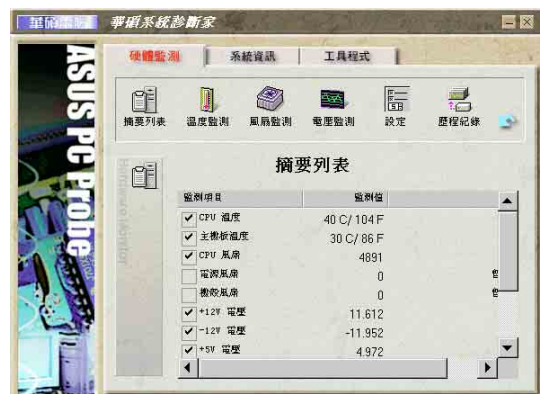 華碩系統診斷家
硬體監測 系統資訊 工具程式
摘要列表 溫度監測 風扇監測 電壓監測 設定 歷程紀錄
ASUS PC Probe
摘要列表
監測項目 監測值
CPU 溫度 40 C/ 104 F
主機板溫度 30 C/ 86 F
CPU 風扇 4891
電源風扇 0
機殼風扇 0
+12V 電壓 11.612
-12V 電壓 -11.952
+5V 電壓 4.972